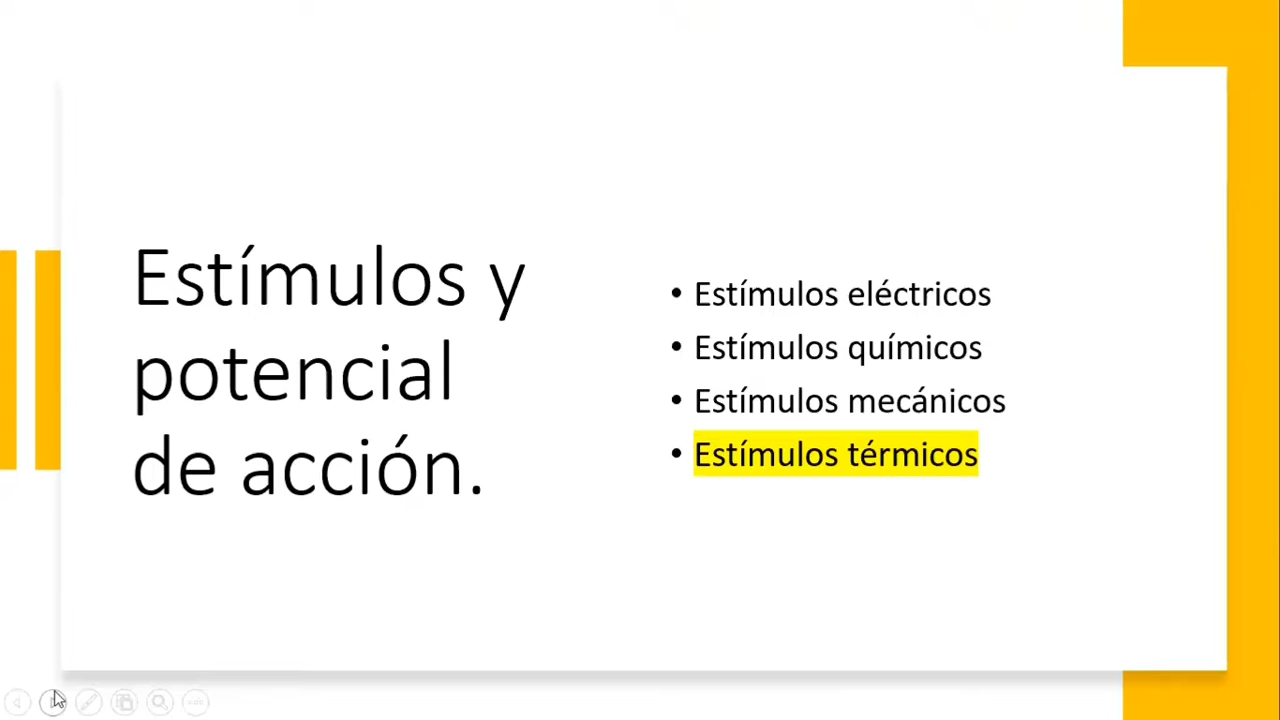 Estímulos y
potencial
de acción.
• Estímulos eléctricos
• Estímulos químicos
• Estímulos mecánicos
• Estímulos térmicos